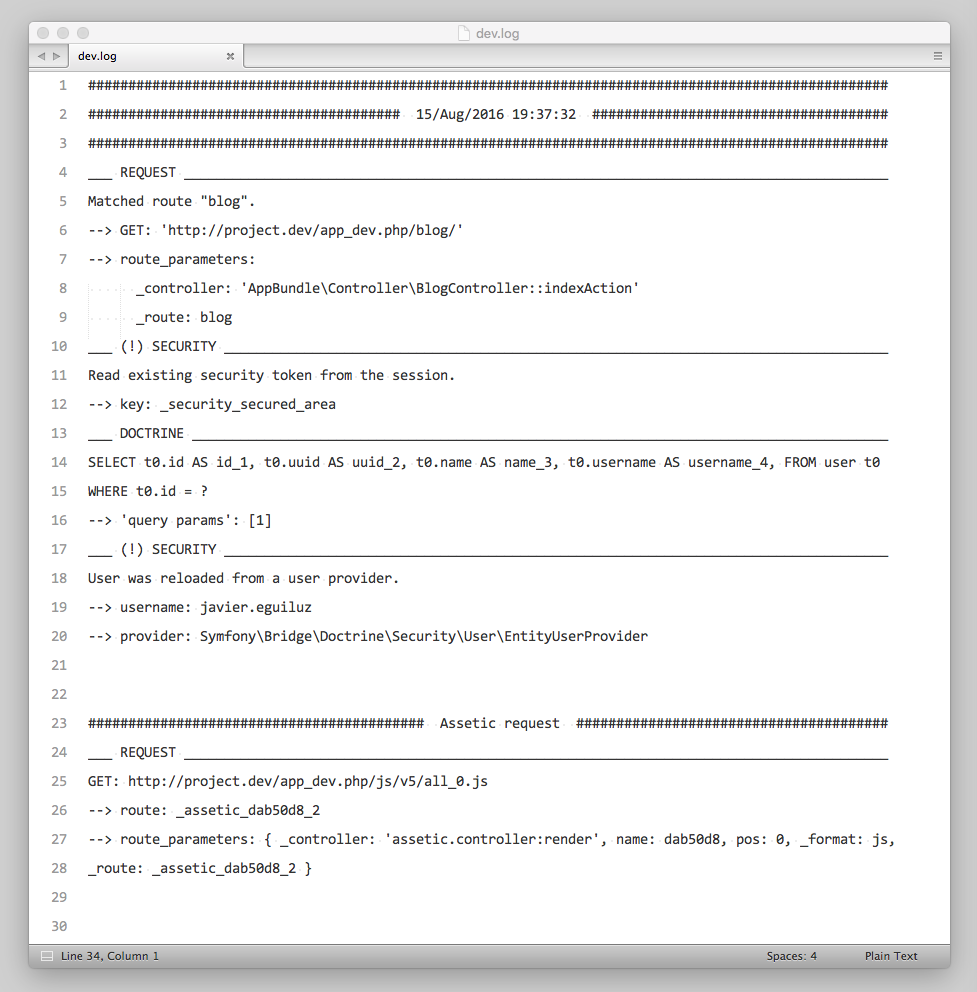 dev.log
dev.log
1 ####################################################################################################
2 #######################################  15/Aug/2016 19:37:32  #####################################
3 ####################################################################################################
4 ___ REQUEST ________________________________________________________________________________________
5 Matched route "blog".
6 --> GET: 'http://project.dev/app_dev.php/blog/'
7 --> route_parameters:
8       _controller: 'AppBundle\Controller\BlogController::indexAction'
9       _route: blog
10 ___ (!) SECURITY ___________________________________________________________________________________
11 Read existing security token from the session.
12 --> key: _security_secured_area
13 ___ DOCTRINE _______________________________________________________________________________________
14 SELECT t0.id AS id_1, t0.uuid AS uuid_2, t0.name AS name_3, t0.username AS username_4, FROM user t0
15 WHERE t0.id = ?
16 --> 'query params': [1]
17 ___ (!) SECURITY ___________________________________________________________________________________
18 User was reloaded from a user provider.
19 --> username: javier.eguiluz
20 --> provider: Symfony\Bridge\Doctrine\Security\User\EntityUserProvider
21
22
23 ##########################################  Assetic request  #######################################
24 ___ REQUEST ________________________________________________________________________________________
25 GET: http://project.dev/app_dev.php/js/v5/all_0.js
26 --> route: _assetic_dab50d8_2
27 --> route_parameters: { _controller: 'assetic.controller:render', name: dab50d8, pos: 0, _format: js,
28 _route: _assetic_dab50d8_2 }
29
30
Line 34, Column 1 Spaces: 4 Plain Text